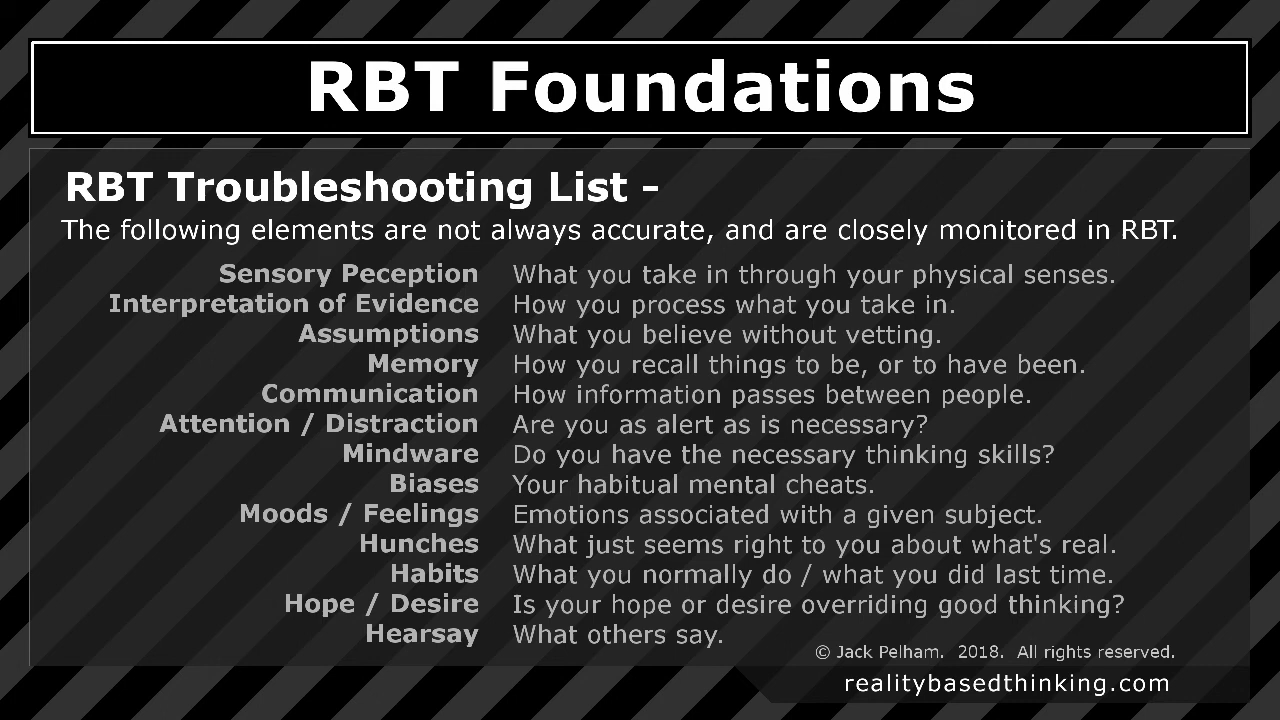 RBT Foundations
RBT Troubleshooting List -
The following elements are not always accurate, and are closely monitored in RBT.
Sensory Peception What you take in through your physical senses.
Interpretation of Evidence How you process what you take in.
Assumptions What you believe without vetting.
Memory How you recall things to be, or to have been.
Communication How information passes between people.
Attention / Distraction Are you as alert as is necessary?
Mindware Do you have the necessary thinking skills?
Biases Your habitual mental cheats.
Moods / Feelings Emotions associated with a given subject.
Hunches What just seems right to you about what's real.
Habits What you normally do / what you did last time.
Hope / Desire Is your hope or desire overriding good thinking?
Hearsay What others say.
© Jack Pelham. 2018. All rights reserved.
realitybasedthinking.com